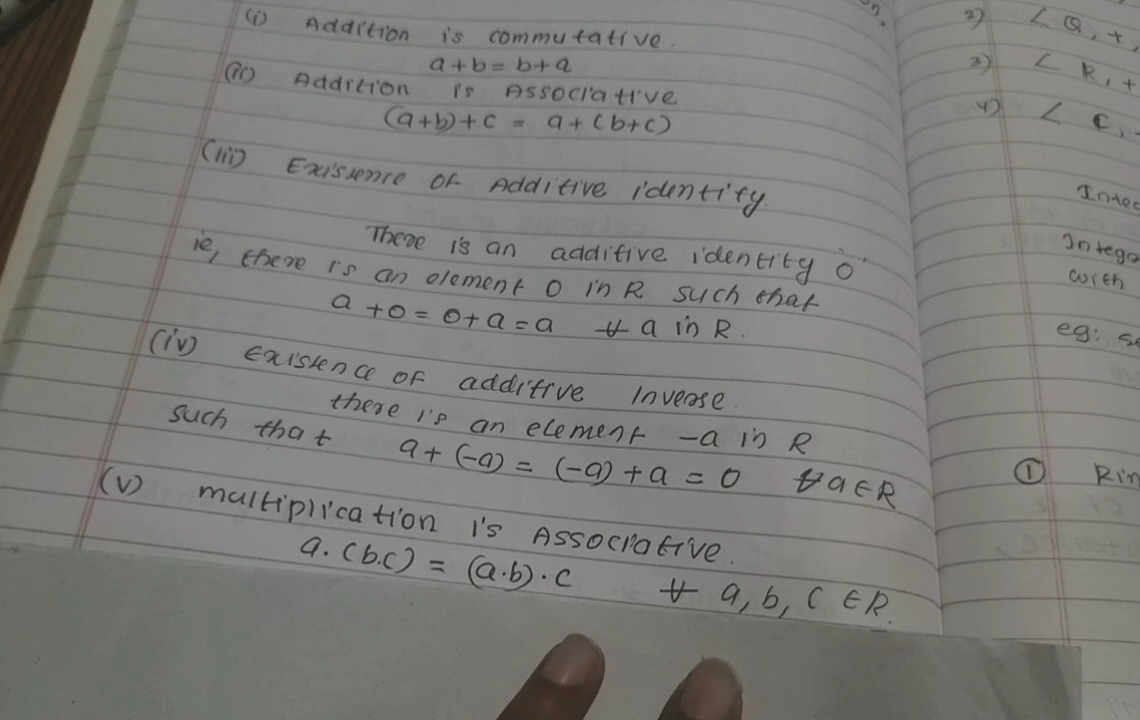 (i) Addition is commutative.
a+b = b+a
(ii) Addition is Associative
(a+b)+c = a+(b+c)
(iii) Existence of Additive identity
There is an additive identity 0
ie, there is an element 0 in R such that
a+0 = 0+a = a ∀ a in R.
(iv) existence of additive inverse.
there is an element -a in R
such that a+(-a) = (-a)+a = 0 ∀a∈R
(v) multiplication is Associative.
a.(b.c) = (a.b).c ∀ a, b, c ∈R.
2) < Q, +,
3) < R, +
4) <
with
eg:
①